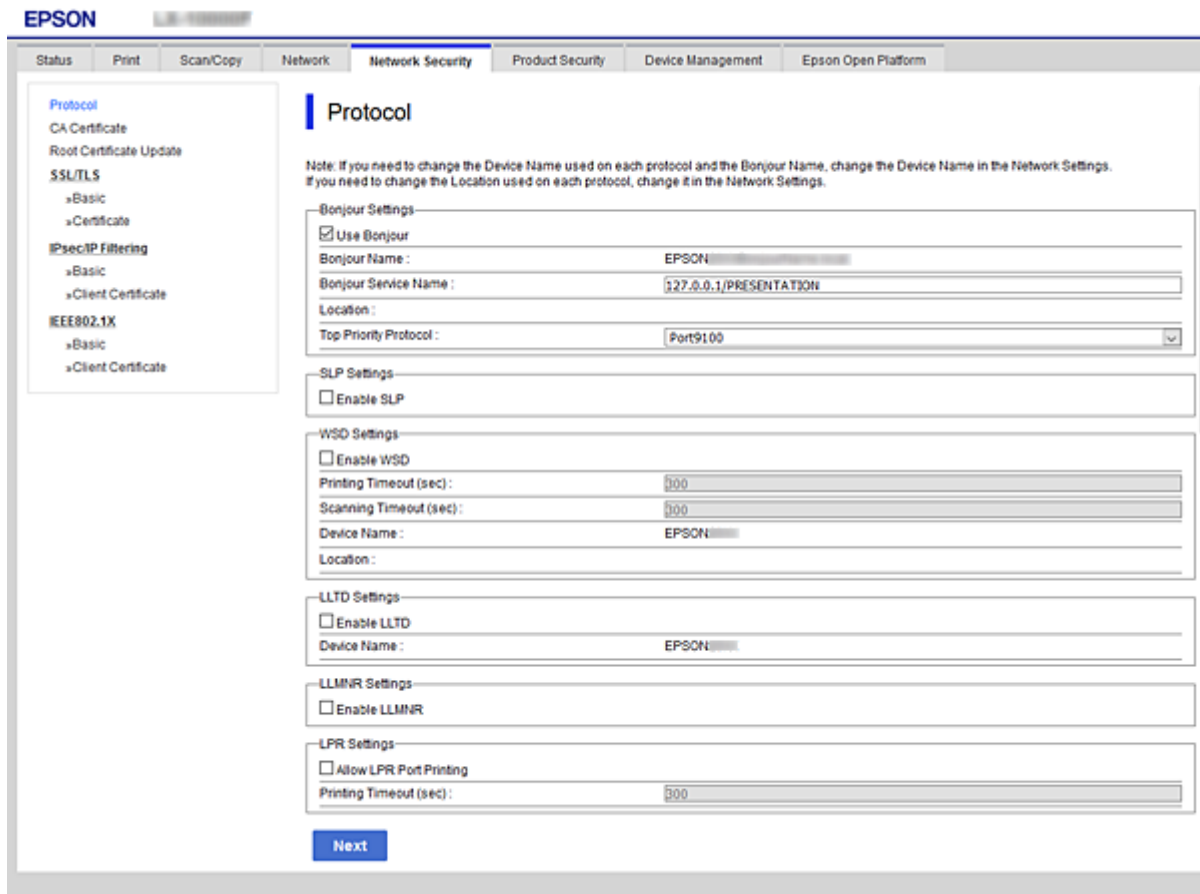 EPSON
Status Print Scan/Copy Network Network Security Product Security Device Management Epson Open Platform
Protocol
CA Certificate
Root Certificate Update
SSL/TLS
»Basic
»Certificate
IPsec/IP Filtering
»Basic
»Client Certificate
IEEE802.1X
»Basic
»Client Certificate
Protocol
Note: If you need to change the Device Name used on each protocol and the Bonjour Name, change the Device Name in the Network Settings.
If you need to change the Location used on each protocol, change it in the Network Settings.
Bonjour Settings
Use Bonjour
Bonjour Name : EPSON
Bonjour Service Name : 127.0.0.1/PRESENTATION
Location :
Top Priority Protocol : Port9100
SLP Settings
Enable SLP
WSD Settings
Enable WSD
Printing Timeout (sec) : 300
Scanning Timeout (sec) : 300
Device Name : EPSON
Location :
LLTD Settings
Enable LLTD
Device Name : EPSON
LLMNR Settings
Enable LLMNR
LPR Settings
Allow LPR Port Printing
Printing Timeout (sec) : 300
Next